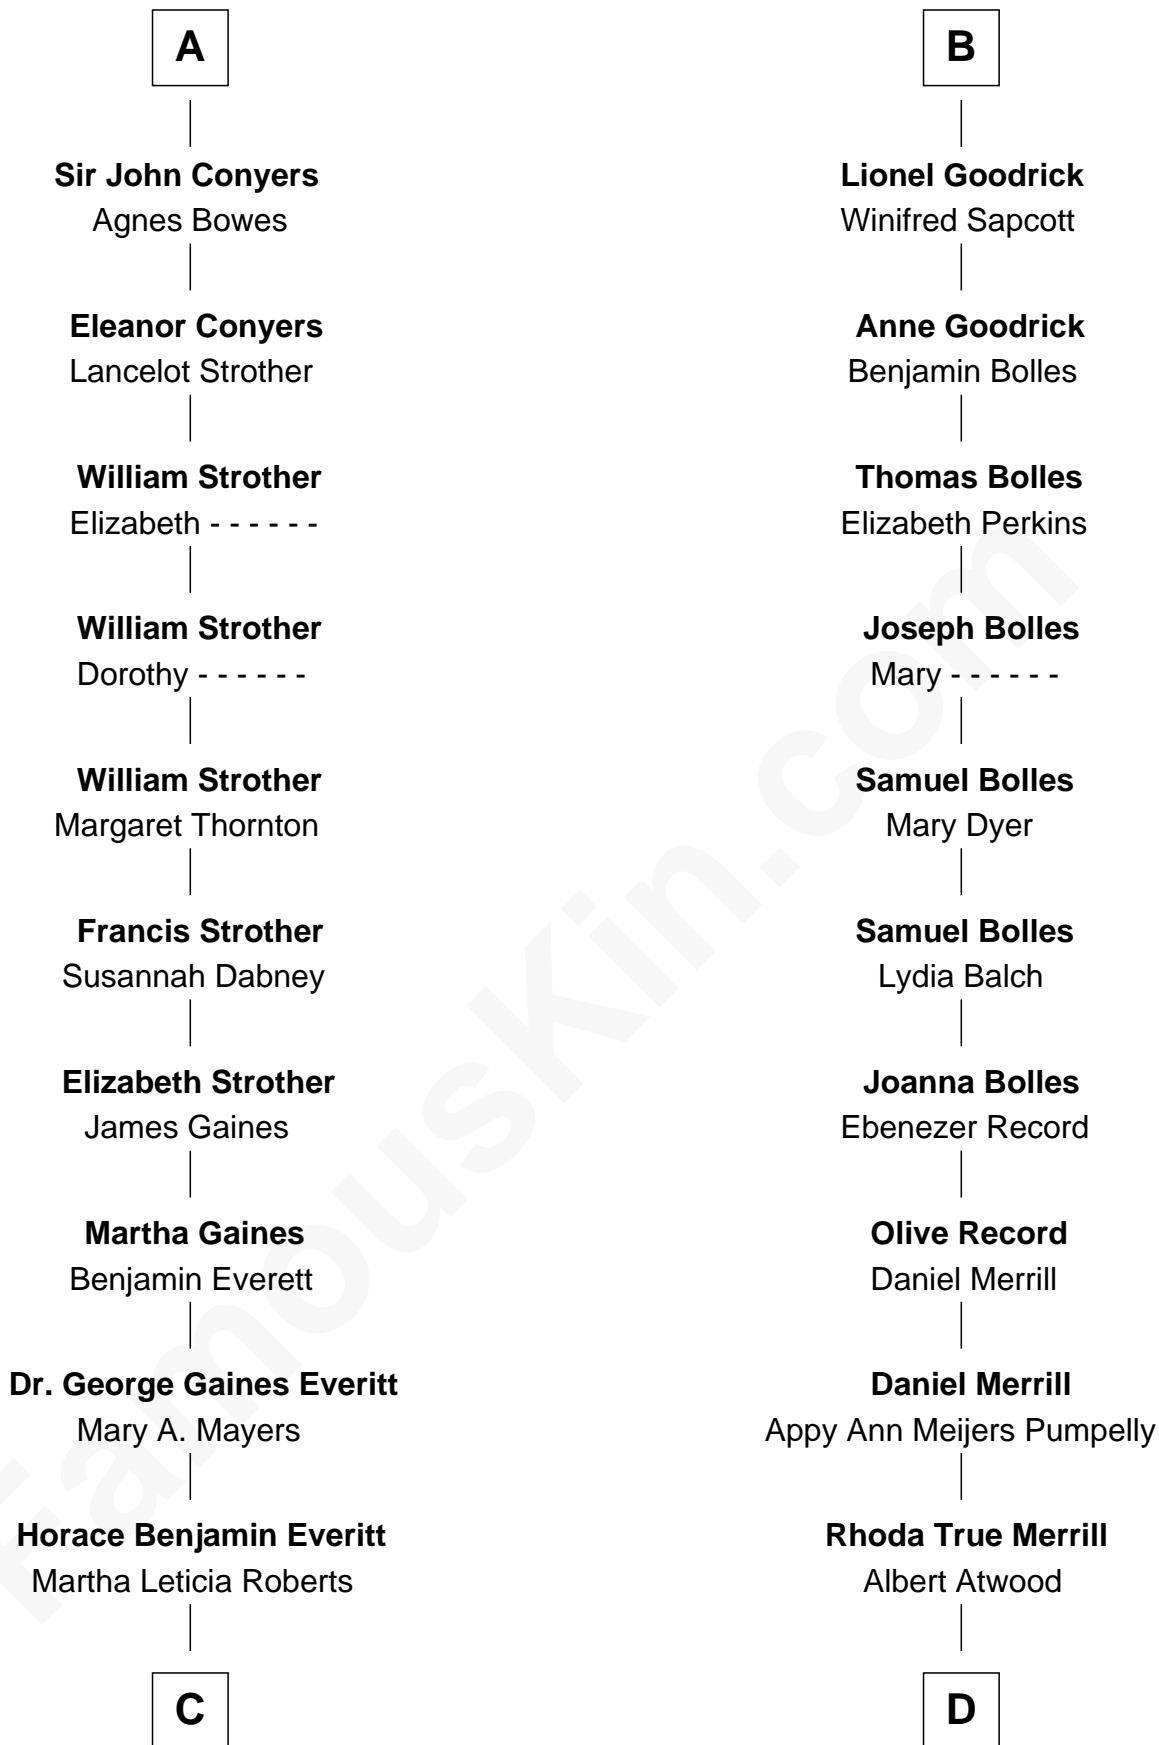 A
Sir John Conyers
Agnes Bowes
Eleanor Conyers
Lancelot Strother
William Strother
Elizabeth - - - - - -
William Strother
Dorothy - - - - - -
William Strother
Margaret Thornton
Francis Strother
Susannah Dabney
Elizabeth Strother
James Gaines
Martha Gaines
Benjamin Everett
Dr. George Gaines Everitt
Mary A. Mayers
Horace Benjamin Everitt
Martha Leticia Roberts
C
B
Lionel Goodrick
Winifred Sapcott
Anne Goodrick
Benjamin Bolles
Thomas Bolles
Elizabeth Perkins
Joseph Bolles
Mary - - - - - -
Samuel Bolles
Mary Dyer
Samuel Bolles
Lydia Balch
Joanna Bolles
Ebenezer Record
Olive Record
Daniel Merrill
Daniel Merrill
Appy Ann Meijers Pumpelly
Rhoda True Merrill
Albert Atwood
D
FamousKin.com